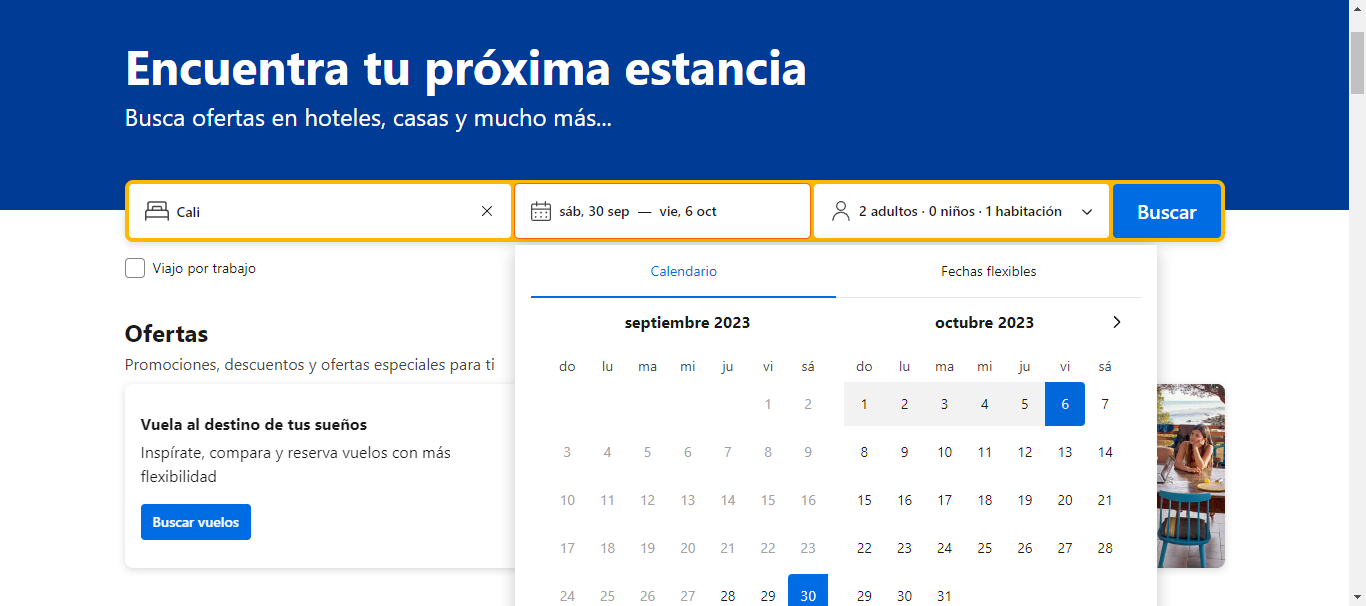 Encuentra tu próxima estancia
Busca ofertas en hoteles, casas y mucho más...
Cali
sáb, 30 sep — vie, 6 oct
2 adultos · 0 niños · 1 habitación
Buscar
Viajo por trabajo
Calendario
Fechas flexibles
Ofertas
Promociones, descuentos y ofertas especiales para ti
Vuela al destino de tus sueños
Inspírate, compara y reserva vuelos con más
flexibilidad
Buscar vuelos
septiembre 2023
do lu ma mi ju vi sá
1 2
3 4 5 6 7 8 9
10 11 12 13 14 15 16
17 18 19 20 21 22 23
24 25 26 27 28 29 30
octubre 2023
do lu ma mi ju vi sá
1 2 3 4 5 6 7
8 9 10 11 12 13 14
15 16 17 18 19 20 21
22 23 24 25 26 27 28
29 30 31